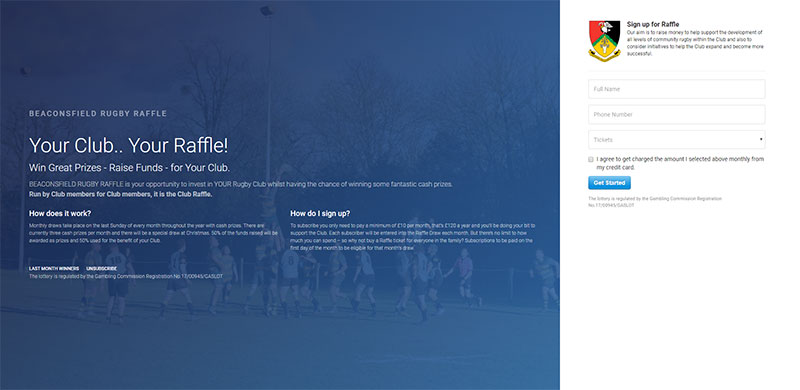 BEACONSFIELD RUGBY RAFFLE
Your Club.. Your Raffle!
Win Great Prizes - Raise Funds - for Your Club.
BEACONSFIELD RUGBY RAFFLE is your opportunity to invest in YOUR Rugby Club whilst having the chance of winning some fantastic cash prizes.
Run by Club members for Club members, it is the Club Raffle.
How does it work?
Monthly draws take place on the last Sunday of every month throughout the year with cash prizes. There are
currently three cash prizes per month and there will be a special draw at Christmas. 50% of the funds raised will be
awarded as prizes and 50% used for the benefit of your Club.
How do I sign up?
To subscribe you only need to pay a minimum of £10 per month, that's £120 a year and you'll be doing your bit to
support the Club. Each subscriber will be entered into the Raffle Draw each month. But there's no limit to how
much you can spend – so why not buy a Raffle ticket for everyone in the family? Subscriptions to be paid on the
first day of the month to be eligible for that month's draw.
LAST MONTH WINNERS UNSUBSCRIBE
The lottery is regulated by the Gambling Commission Registration No.17/00945/GASLOT
Sign up for Raffle
Our aim is to raise money to help support the development of
all levels of community rugby within the Club and also to
consider initiatives to help the Club expand and become more
successful.
Full Name
Phone Number
Tickets
I agree to get charged the amount I selected above monthly from
my credit card.
Get Started
The lottery is regulated by the Gambling Commission Registration
No.17/00945/GASLOT